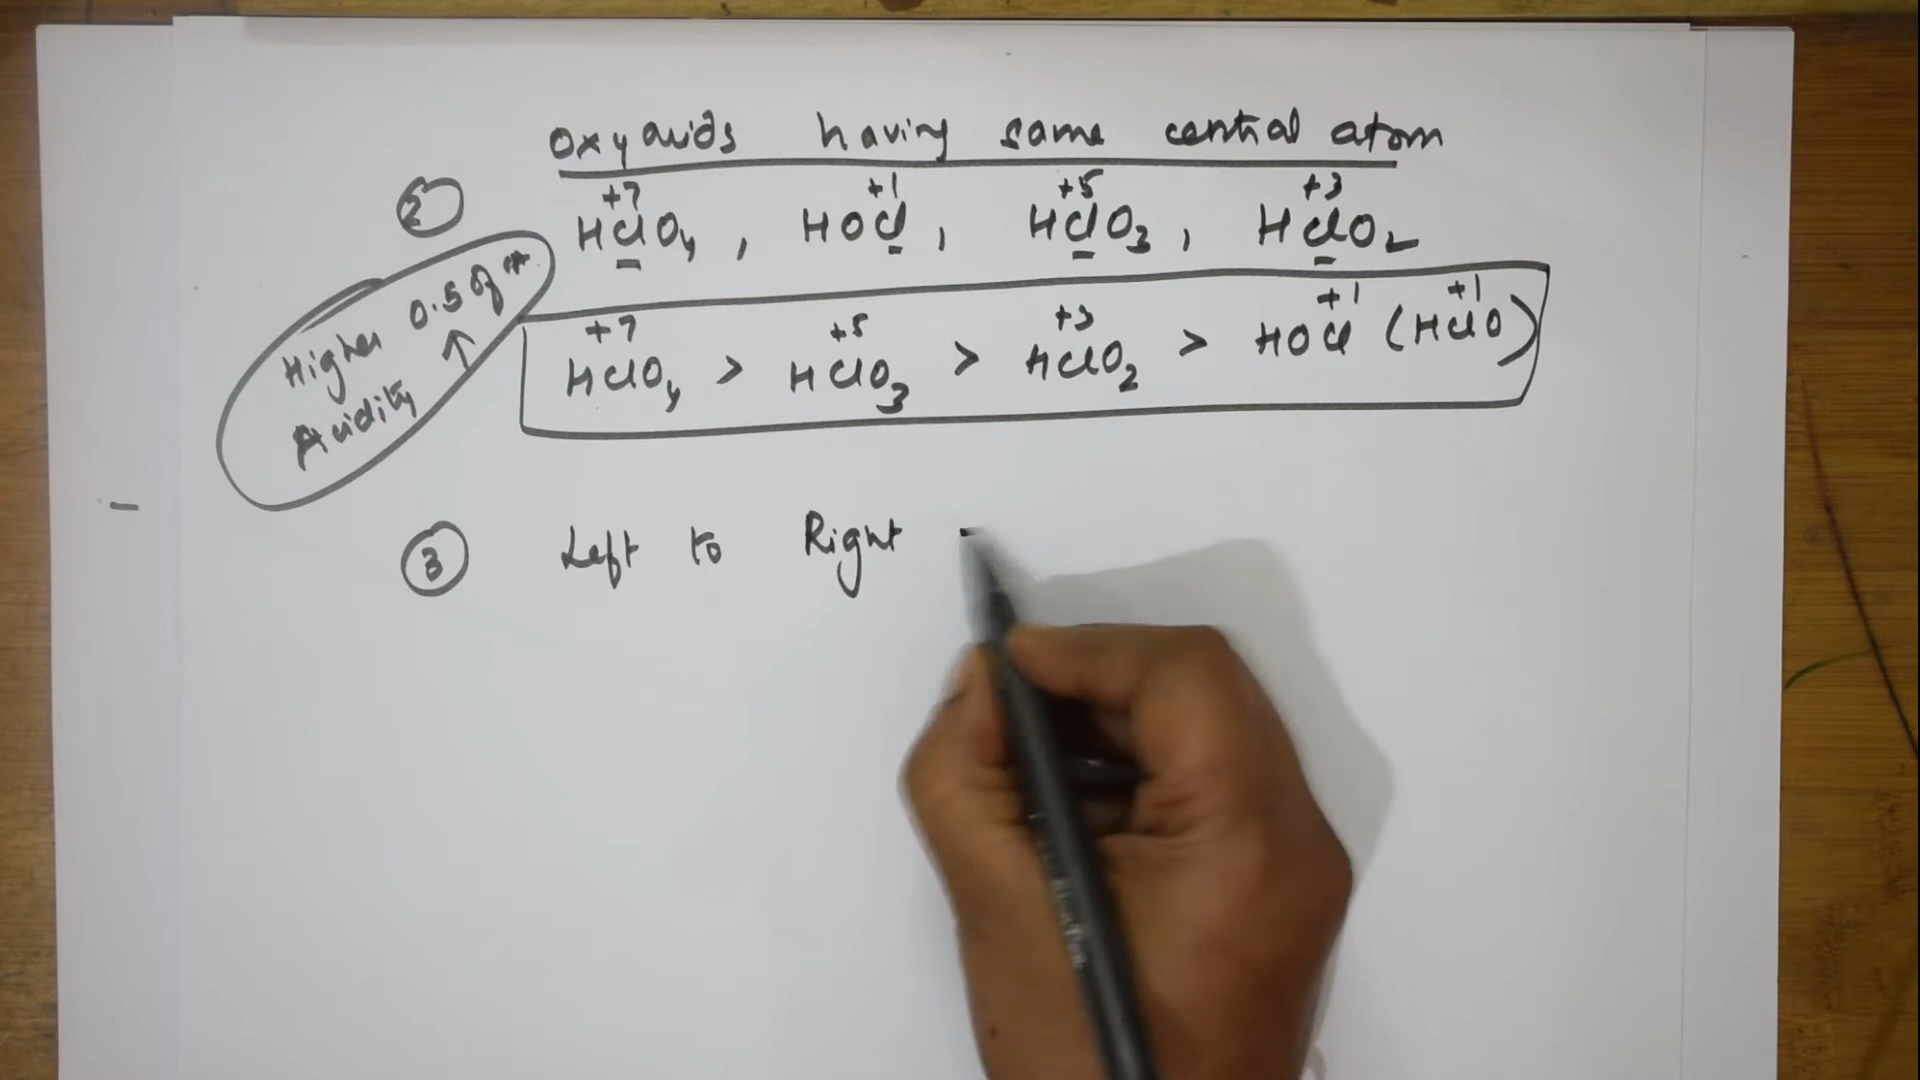 oxyacids having same central atom
2
+7 +1 +5 +3
HClO4, HOCl, HClO3, HClO2
Higher 0.S of
Acidity ↑
+7 +5 +3 +1 +1
HClO4 > HClO3 > HClO2 > HOCl (HClO)
3 Left to Right